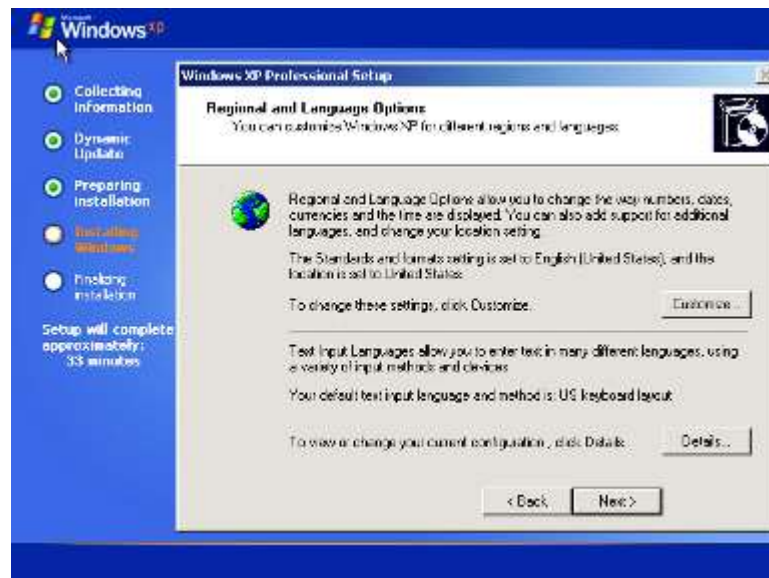 Microsoft
Windows xp
Collecting
information
Dynamic
Update
Preparing
installation
Installing
Windows
Finalizing
installation
Setup will complete
approximately:
33 minutes
Windows XP Professional Setup
Regional and Language Options
You can customize Windows XP for different regions and languages.
Regional and Language Options allow you to change the way numbers, dates,
currencies and the time are displayed. You can also add support for additional
languages, and change your location setting.
The Standards and formats setting is set to English (United States), and the
location is set to United States.
To change these settings, click Customize.
Customize...
Text Input Languages allow you to enter text in many different languages, using
a variety of input methods and devices.
Your default text input language and method is: US keyboard layout
To view or change your current configuration , click Details.
Details...
< Back
Next >